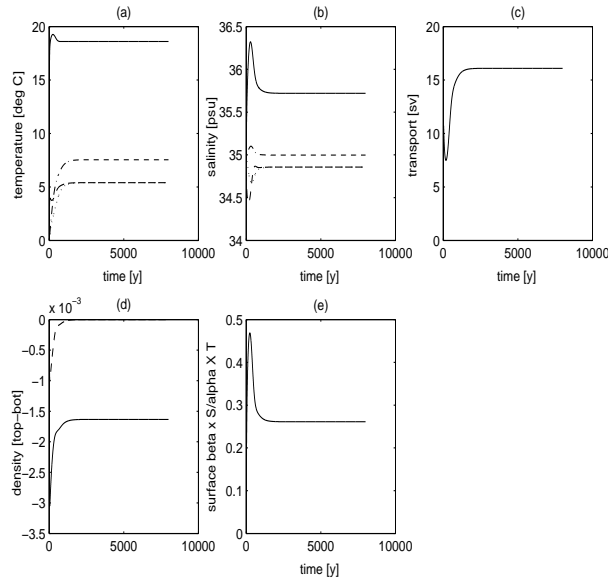 (a)
(b)
(c)
20
15
10
5
0
temperature [deg C]
0
5000
10000
time [y]
37
36.5
36
35.5
35
34.5
34
salinity [psu]
0
5000
10000
time [y]
20
15
10
5
0
transport [sv]
0
5000
10000
time [y]
(d)
(e)
x 10−3
0
−0.5
−1
−1.5
−2
−2.5
−3
−3.5
density [top−bot]
0
5000
10000
time [y]
0.5
0.4
0.3
0.2
0.1
0
surface beta x S/alpha X T
0
5000
10000
time [y]